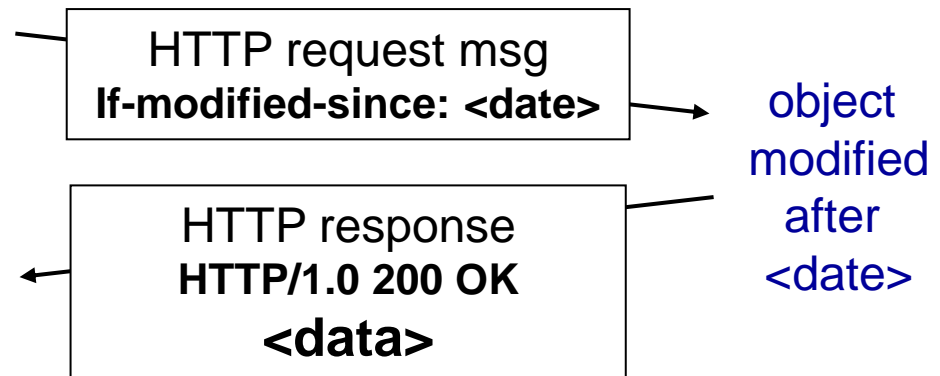 HTTP request msg
If-modified-since: <date>
object
modified
after
<date>
HTTP response
HTTP/1.0 200 OK
<data>